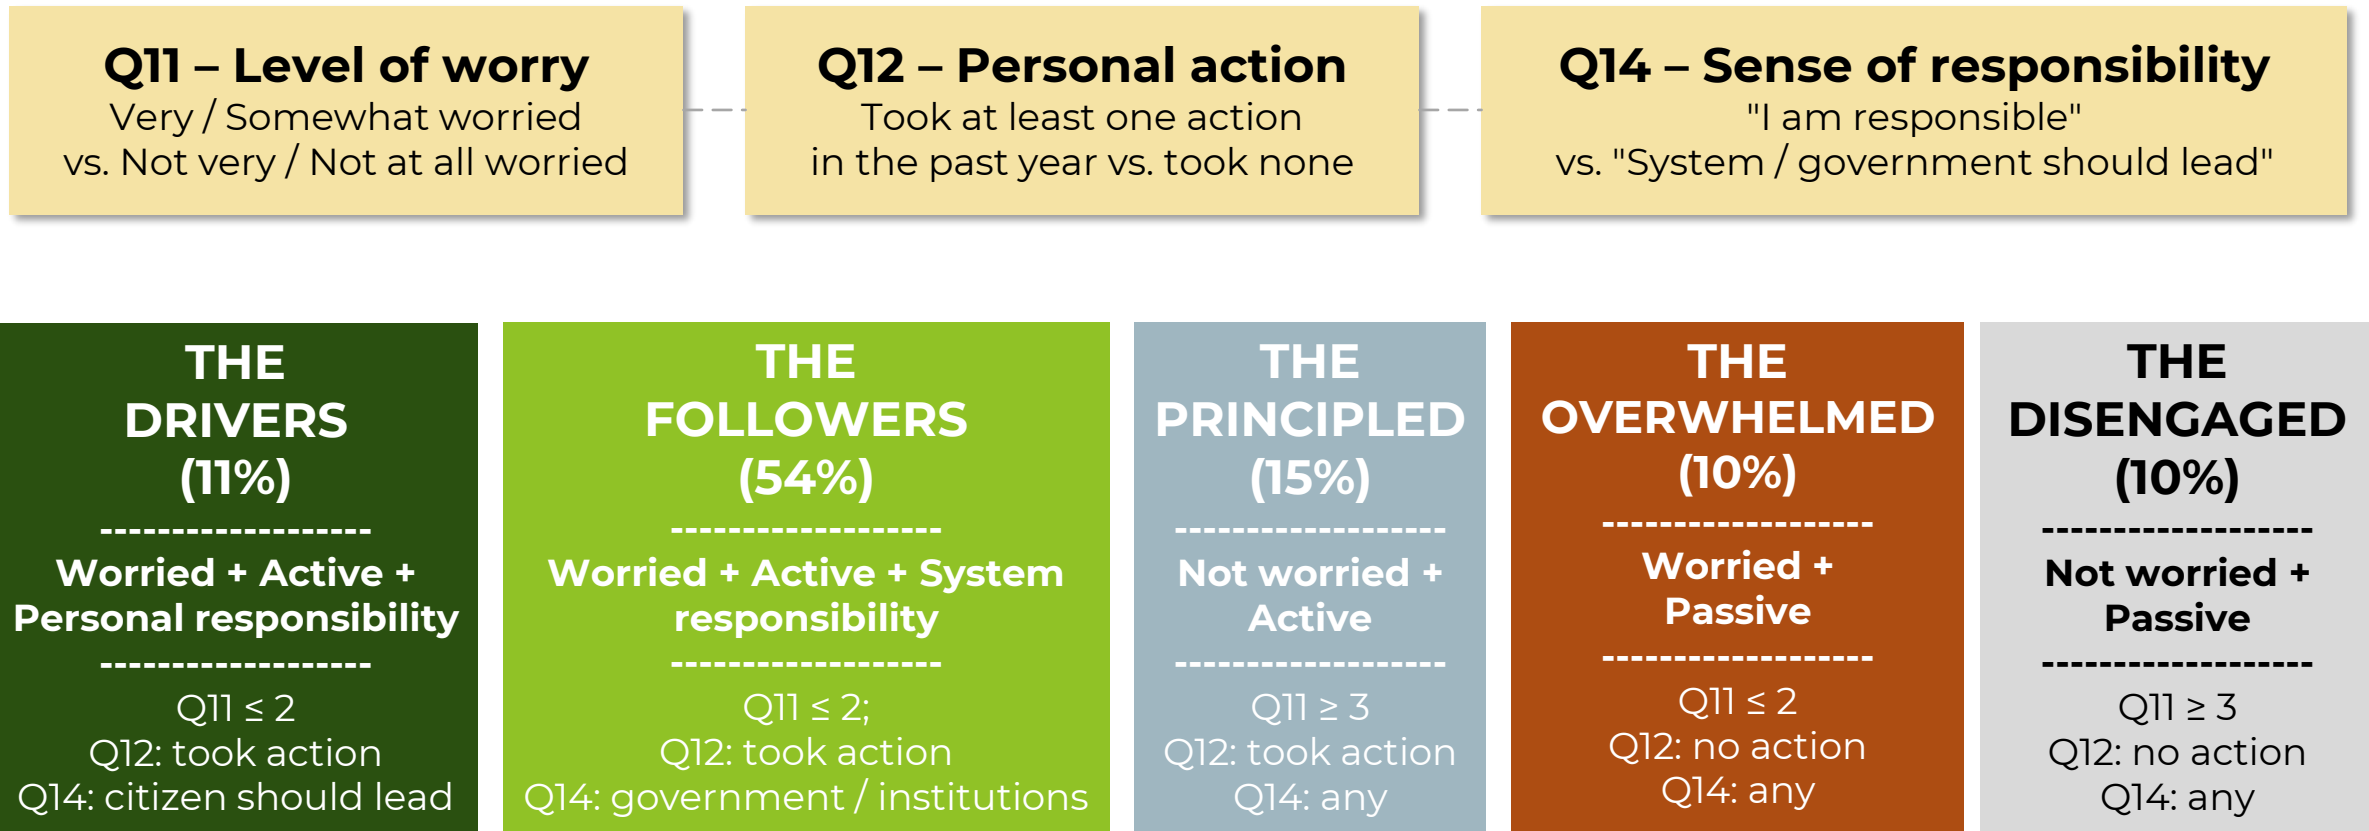 Q11 – Level of worry
Very / Somewhat worried
vs. Not very / Not at all worried
Q12 – Personal action
Took at least one action
in the past year vs. took none
Q14 – Sense of responsibility
"I am responsible"
vs. "System / government should lead"
THE
DRIVERS
(11%)
-------------------
Worried + Active +
Personal responsibility
-------------------
Q11 ≤ 2
Q12: took action
Q14: citizen should lead
THE
FOLLOWERS
(54%)
-------------------
Worried + Active + System
responsibility
-------------------
Q11 ≤ 2;
Q12: took action
Q14: government / institutions
THE
PRINCIPLED
(15%)
-------------------
Not worried +
Active
-------------------
Q11 ≥ 3
Q12: took action
Q14: any
THE
OVERWHELMED
(10%)
-------------------
Worried +
Passive
-------------------
Q11 ≤ 2
Q12: no action
Q14: any
THE
DISENGAGED
(10%)
-------------------
Not worried +
Passive
-------------------
Q11 ≥ 3
Q12: no action
Q14: any